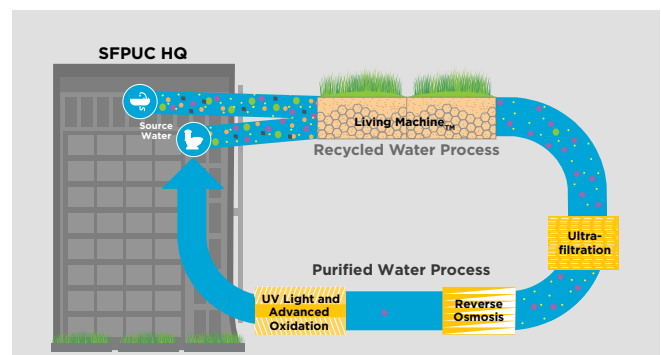 SFPUC HQ
Source
Water
Living Machine TM
Recycled Water Process
Ultra-
filtration
Purified Water Process
UV Light and
Advanced
Oxidation
Reverse
Osmosis